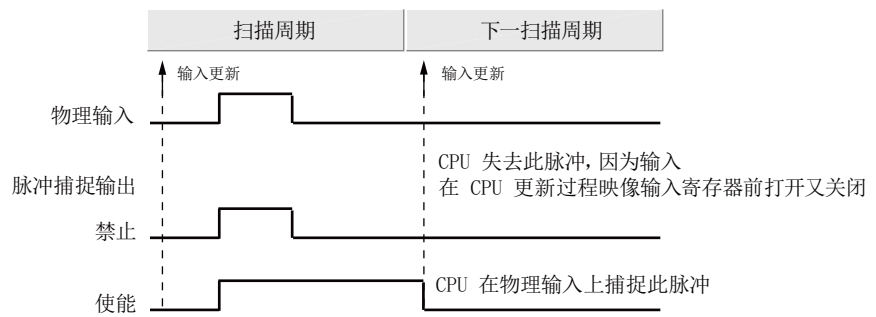 扫描周期
下一扫描周期
输入更新
输入更新
物理输入
CPU 失去此脉冲,因为输入
脉冲捕捉输出
在 CPU 更新过程映像输入寄存器前打开又关闭
禁止
CPU 在物理输入上捕捉此脉冲
使能